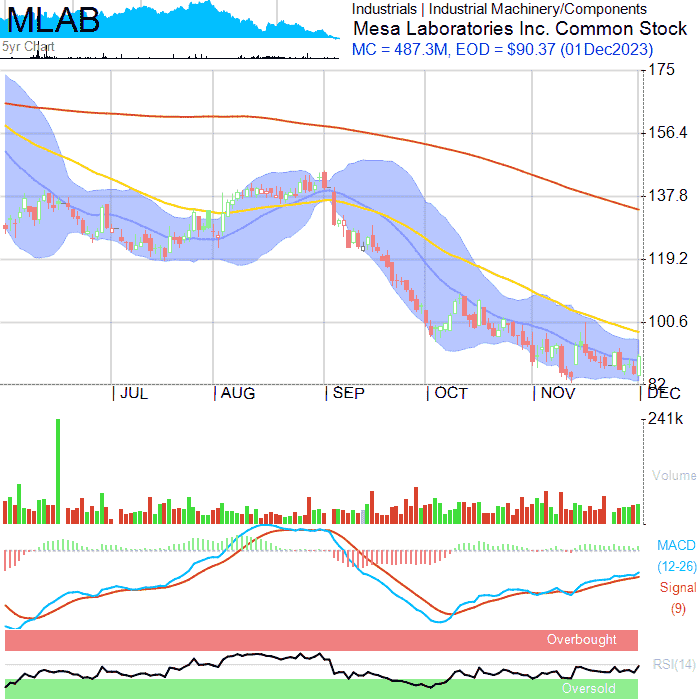 MLAB
Industrials | Industrial Machinery/Components
Mesa Laboratories Inc. Common Stock
5yr Chart
MC = 487.3M, EOD = $90.37 (01Dec2023)
175
156.4
137.8
119.2
100.6
82
JUL
AUG
SEP
OCT
NOV
DEC
241k
Volume
MACD
(12-26)
Signal
(9)
Overbought
RSI(14)
Oversold